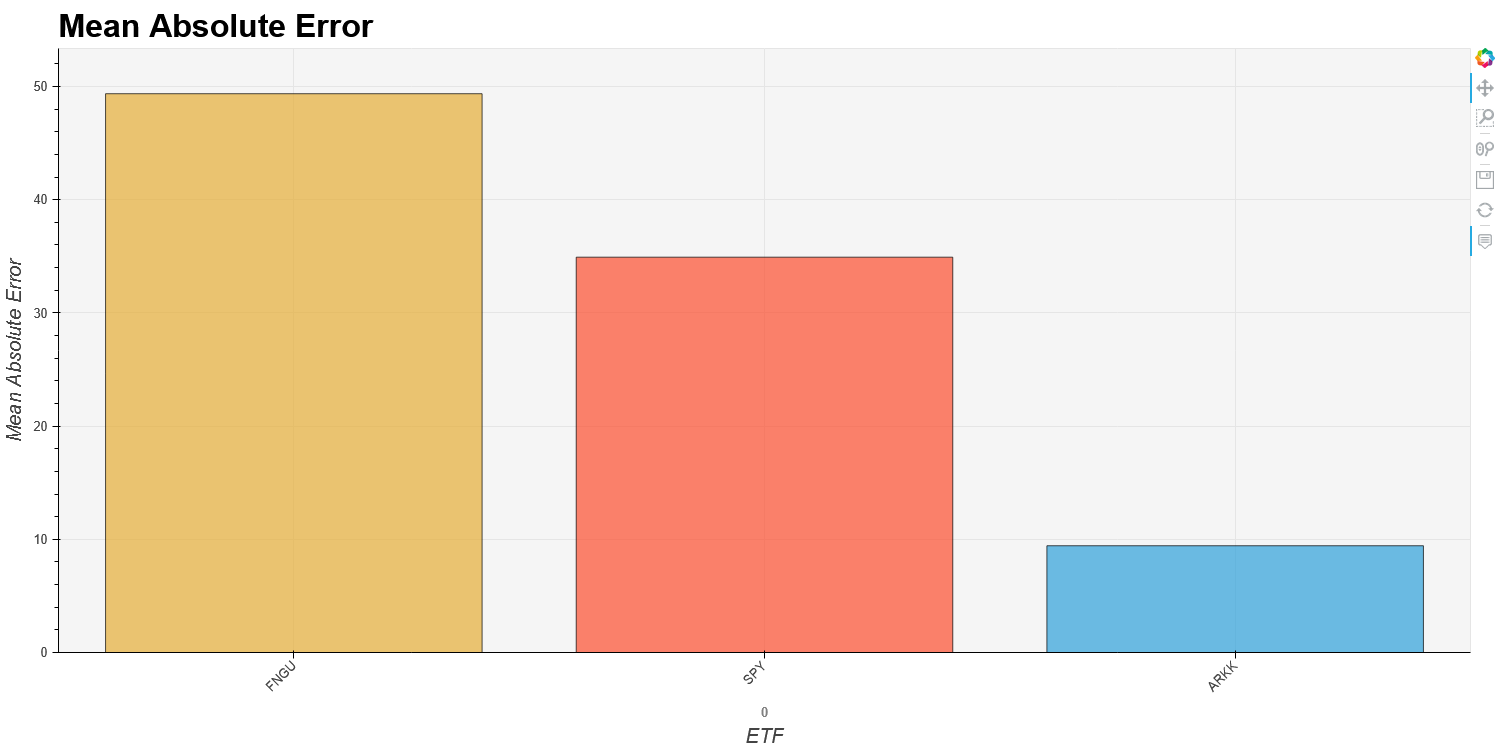 Mean Absolute Error
Mean Absolute Error
50
40
30
20
10
0
FNGU
SPY
ARKK
0
ETF